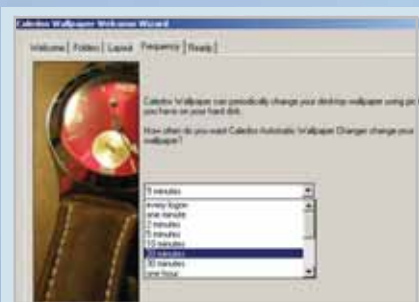 Caledos Wallpaper Welcome Wizard
Welcome Folders Layout Frequency Ready
Caledos Wallpaper can periodically change your desktop wallpaper using pic
you have on your hard disk.
How often do you want Caledos Automatic Wallpaper Changer change your
wallpaper?
5 minutes
every logon
one minute
2 minutes
5 minutes
10 minutes
20 minutes
30 minutes
one hour